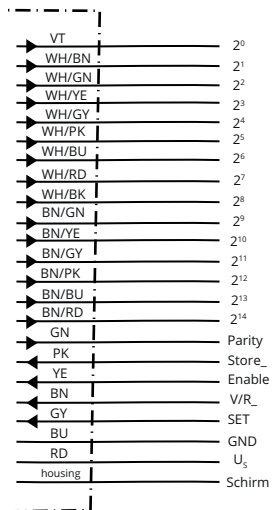 VT 2⁰
WH/BN 2¹
WH/GN 2²
WH/YE 2³
WH/GY 2⁴
WH/PK 2⁵
WH/BU 2⁶
WH/RD 2⁷
WH/BK 2⁸
BN/GN 2⁹
BN/YE 2¹⁰
BN/GY 2¹¹
BN/PK 2¹²
BN/BU 2¹³
BN/RD 2¹⁴
GN Parity
PK Store_
YE Enable
BN V/R_
GY SET
BU GND
RD Uₛ
housing Schirm